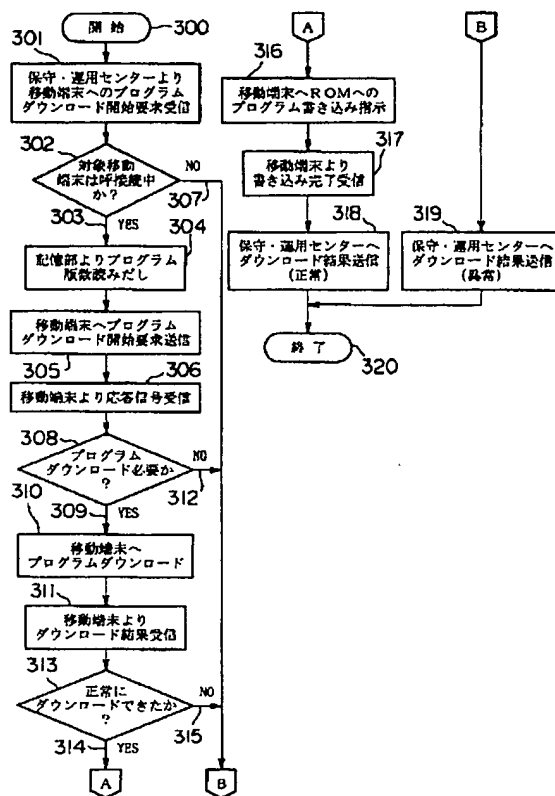 開 始
300
301
保守・運用センターより
移動端末へのプログラム
ダウンロード開始要求受信
302
対象移動
端末は呼接続中
か?
NO
307
303
YES
304
記憶部よりプログラム
版数読みだし
移動端末へプログラム
ダウンロード開始要求送信
305
306
移動端末より応答信号受信
308
プログラム
ダウンロード必要か
?
NO
312
310
309
YES
移動端末へ
プログラムダウンロード
311
移動端末より
ダウンロード結果受信
313
正常に
ダウンロードできたか
?
NO
315
314
YES
A
B
A
316
移動端末へROMへの
プログラム書き込み指示
317
移動端末より
書き込み完了受信
318
保守・運用センターへ
ダウンロード結果送信
(正常)
B
319
保守・運用センターへ
ダウンロード結果送信
(異常)
終 了
320